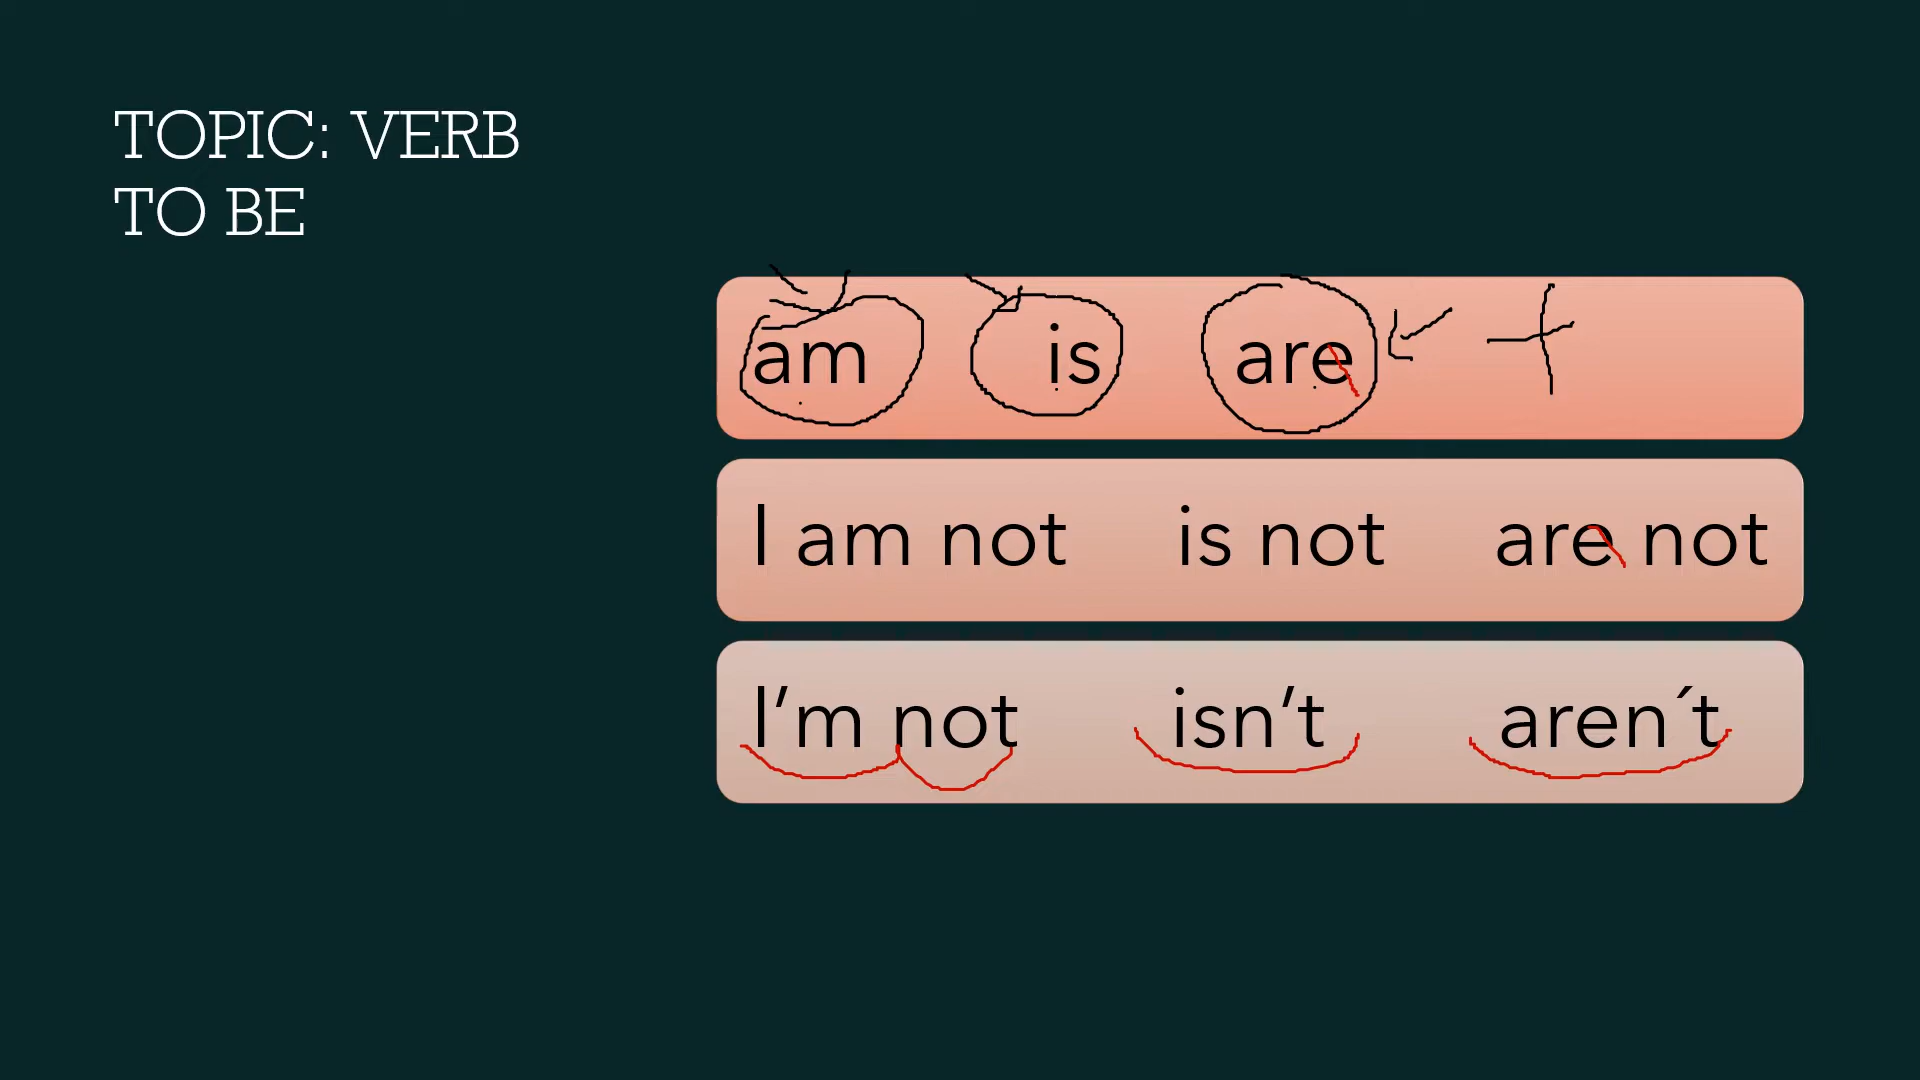 TOPIC: VERB
TO BE
am is are +
I am not is not are not
I’m not isn’t aren´t